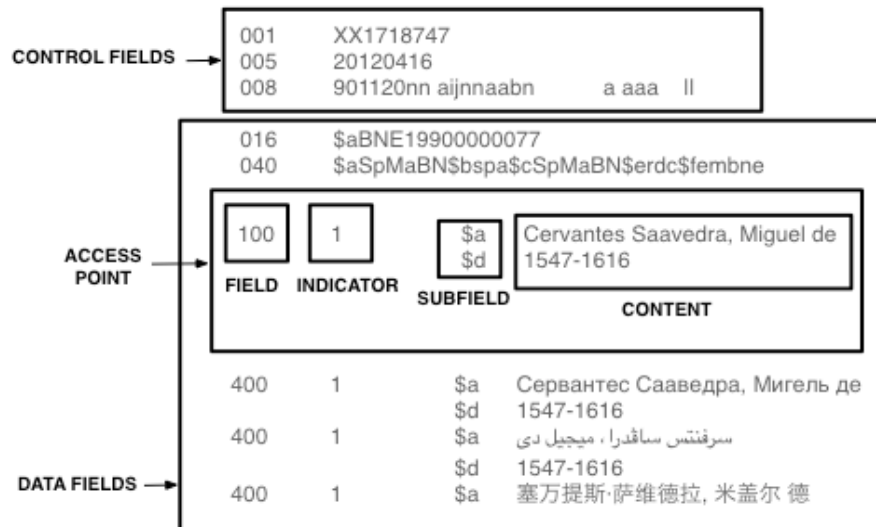 001 XX1718747
CONTROL FIELDS 005 20120416
008 901120nn aijnnaabn a aaa ll
016 $aBNE19900000077
040 $aSpMaBN$bspa$cSpMaBN$erdc$fembne
100 1 $a Cervantes Saavedra, Miguel de
ACCESS POINT $d 1547-1616
FIELD INDICATOR SUBFIELD CONTENT
400 1 $a Сервантес Сааведра, Мигель де
$d 1547-1616
400 1 $a سرفنتس ساڤدرا ، ميجيل دى
$d 1547-1616
DATA FIELDS
400 1 $a 塞万提斯·萨维德拉, 米盖尔 德